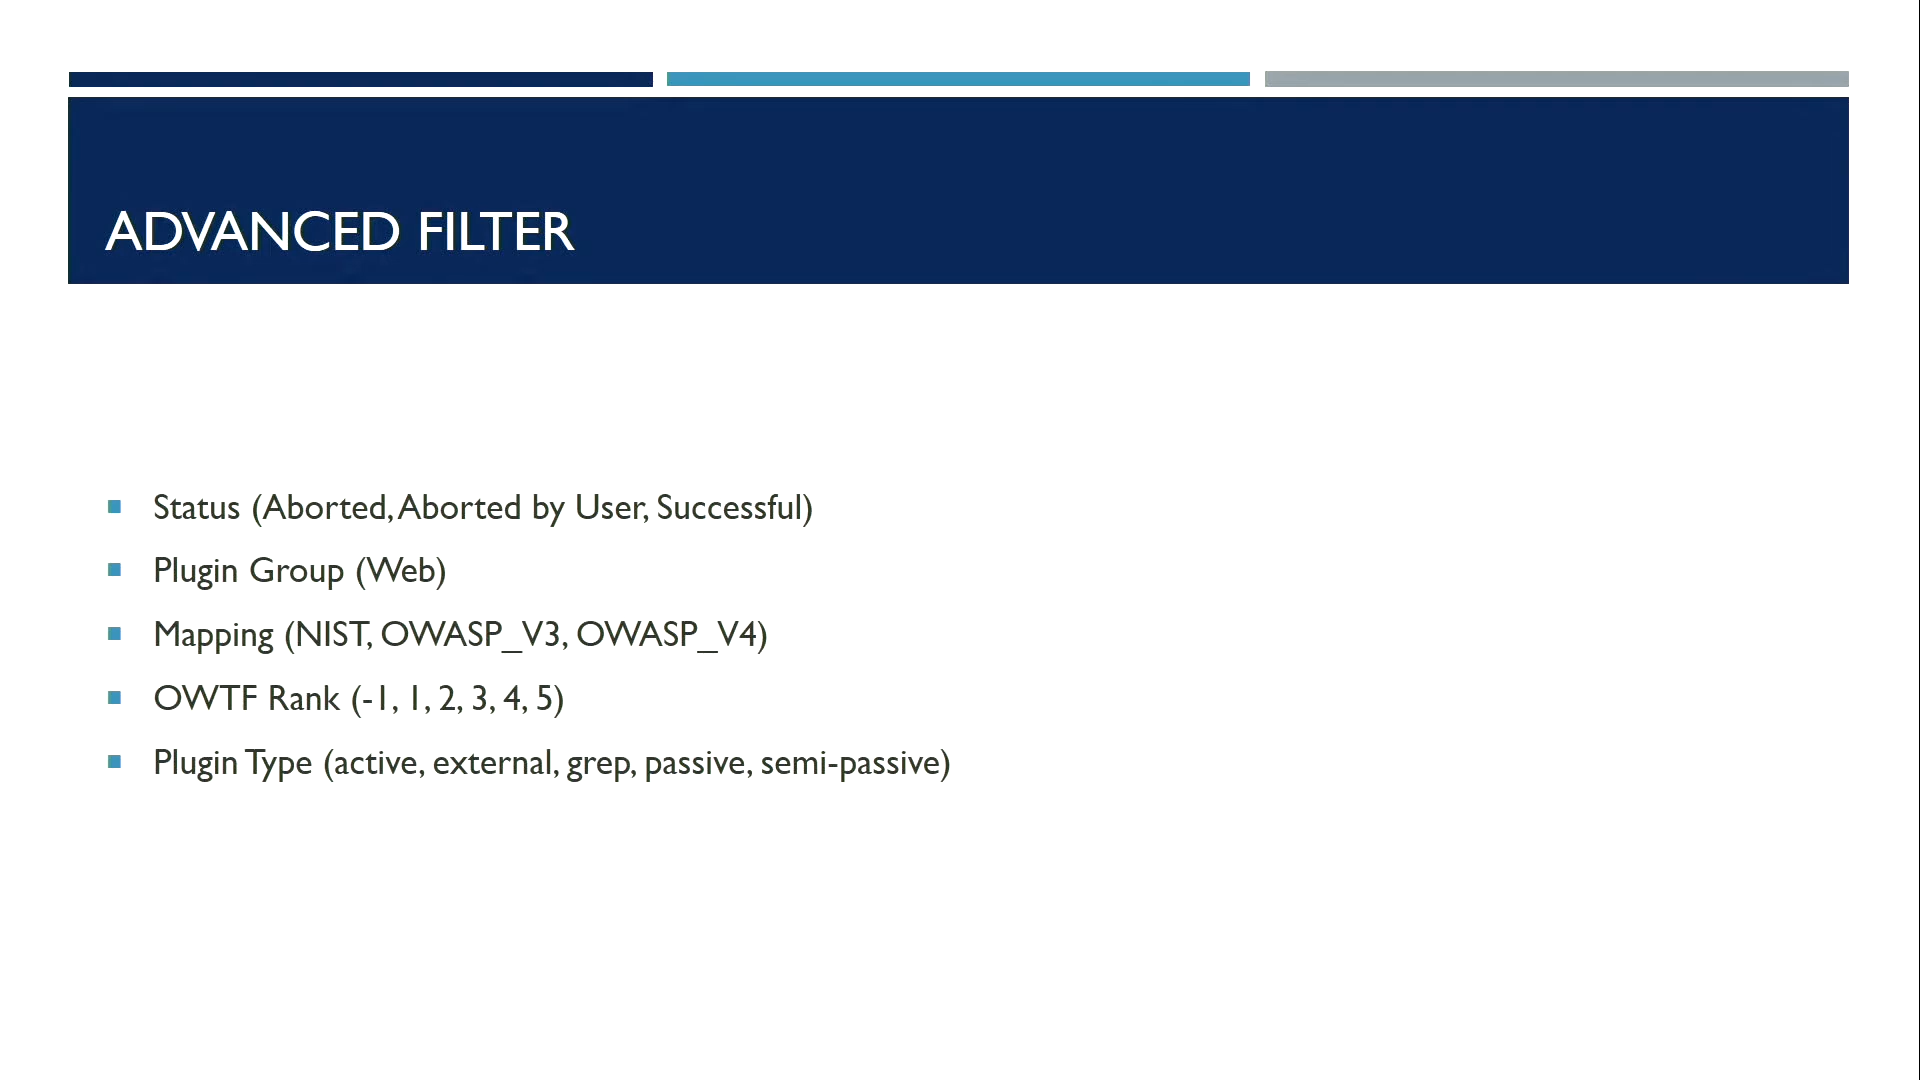 ADVANCED FILTER
Status (Aborted, Aborted by User, Successful)
Plugin Group (Web)
Mapping (NIST, OWASP_V3, OWASP_V4)
OWTF Rank (-1, 1, 2, 3, 4, 5)
Plugin Type (active, external, grep, passive, semi-passive)